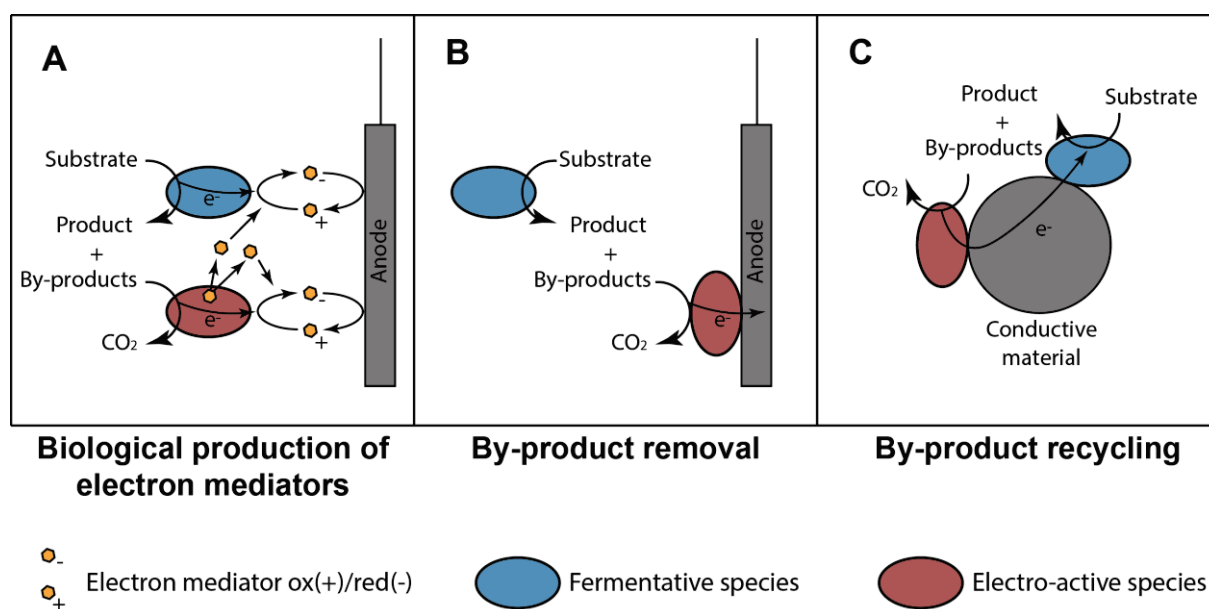 A
Substrate
e-
Product
+
By-products
e-
CO2
-
+
-
+
Anode
B
Substrate
Product
+
By-products
e-
CO2
Anode
C
Product
+
By-products
Substrate
CO2
e-
Conductive
material
Biological production of
electron mediators
By-product removal
By-product recycling
-
+
Electron mediator ox(+)/red(-)
Fermentative species
Electro-active species